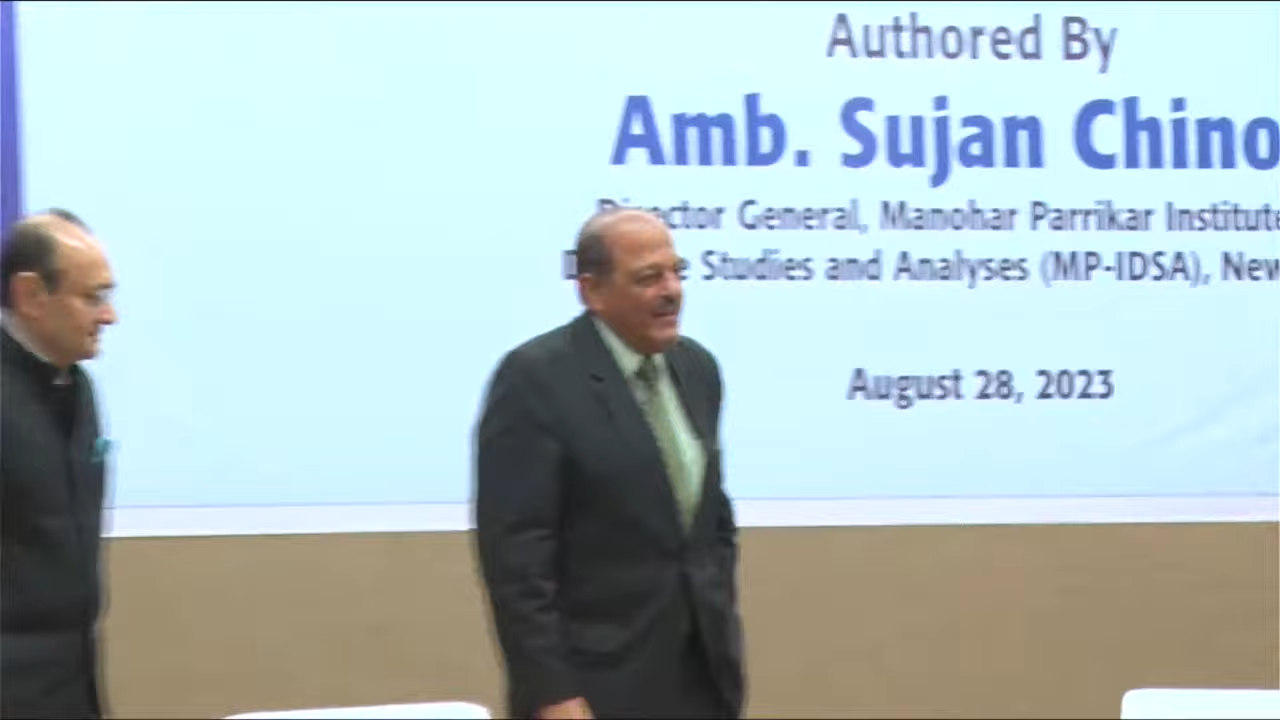 Authored By
Amb. Sujan Chino
Director General, Manohar Parrikar Institute
Studies and Analyses (MP-IDSA), New
August 28, 2023